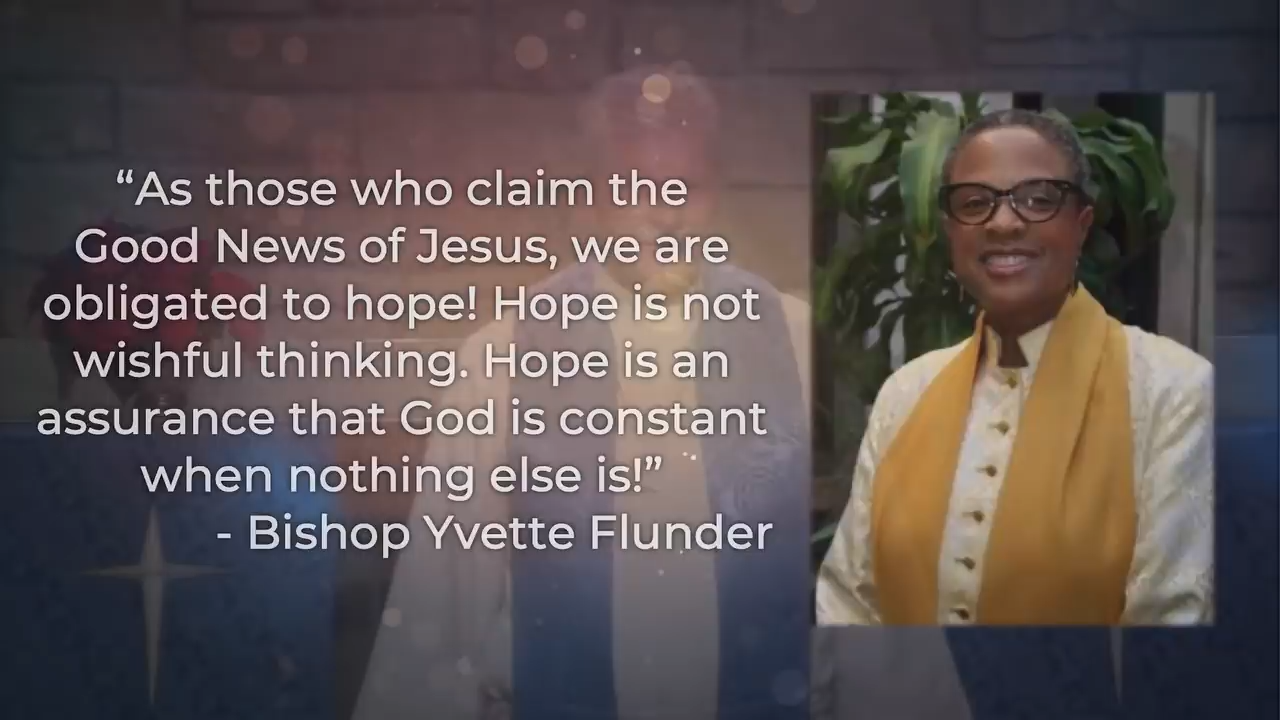 “As those who claim the
Good News of Jesus, we are
obligated to hope! Hope is not
wishful thinking. Hope is an
assurance that God is constant
when nothing else is!”
- Bishop Yvette Flunder